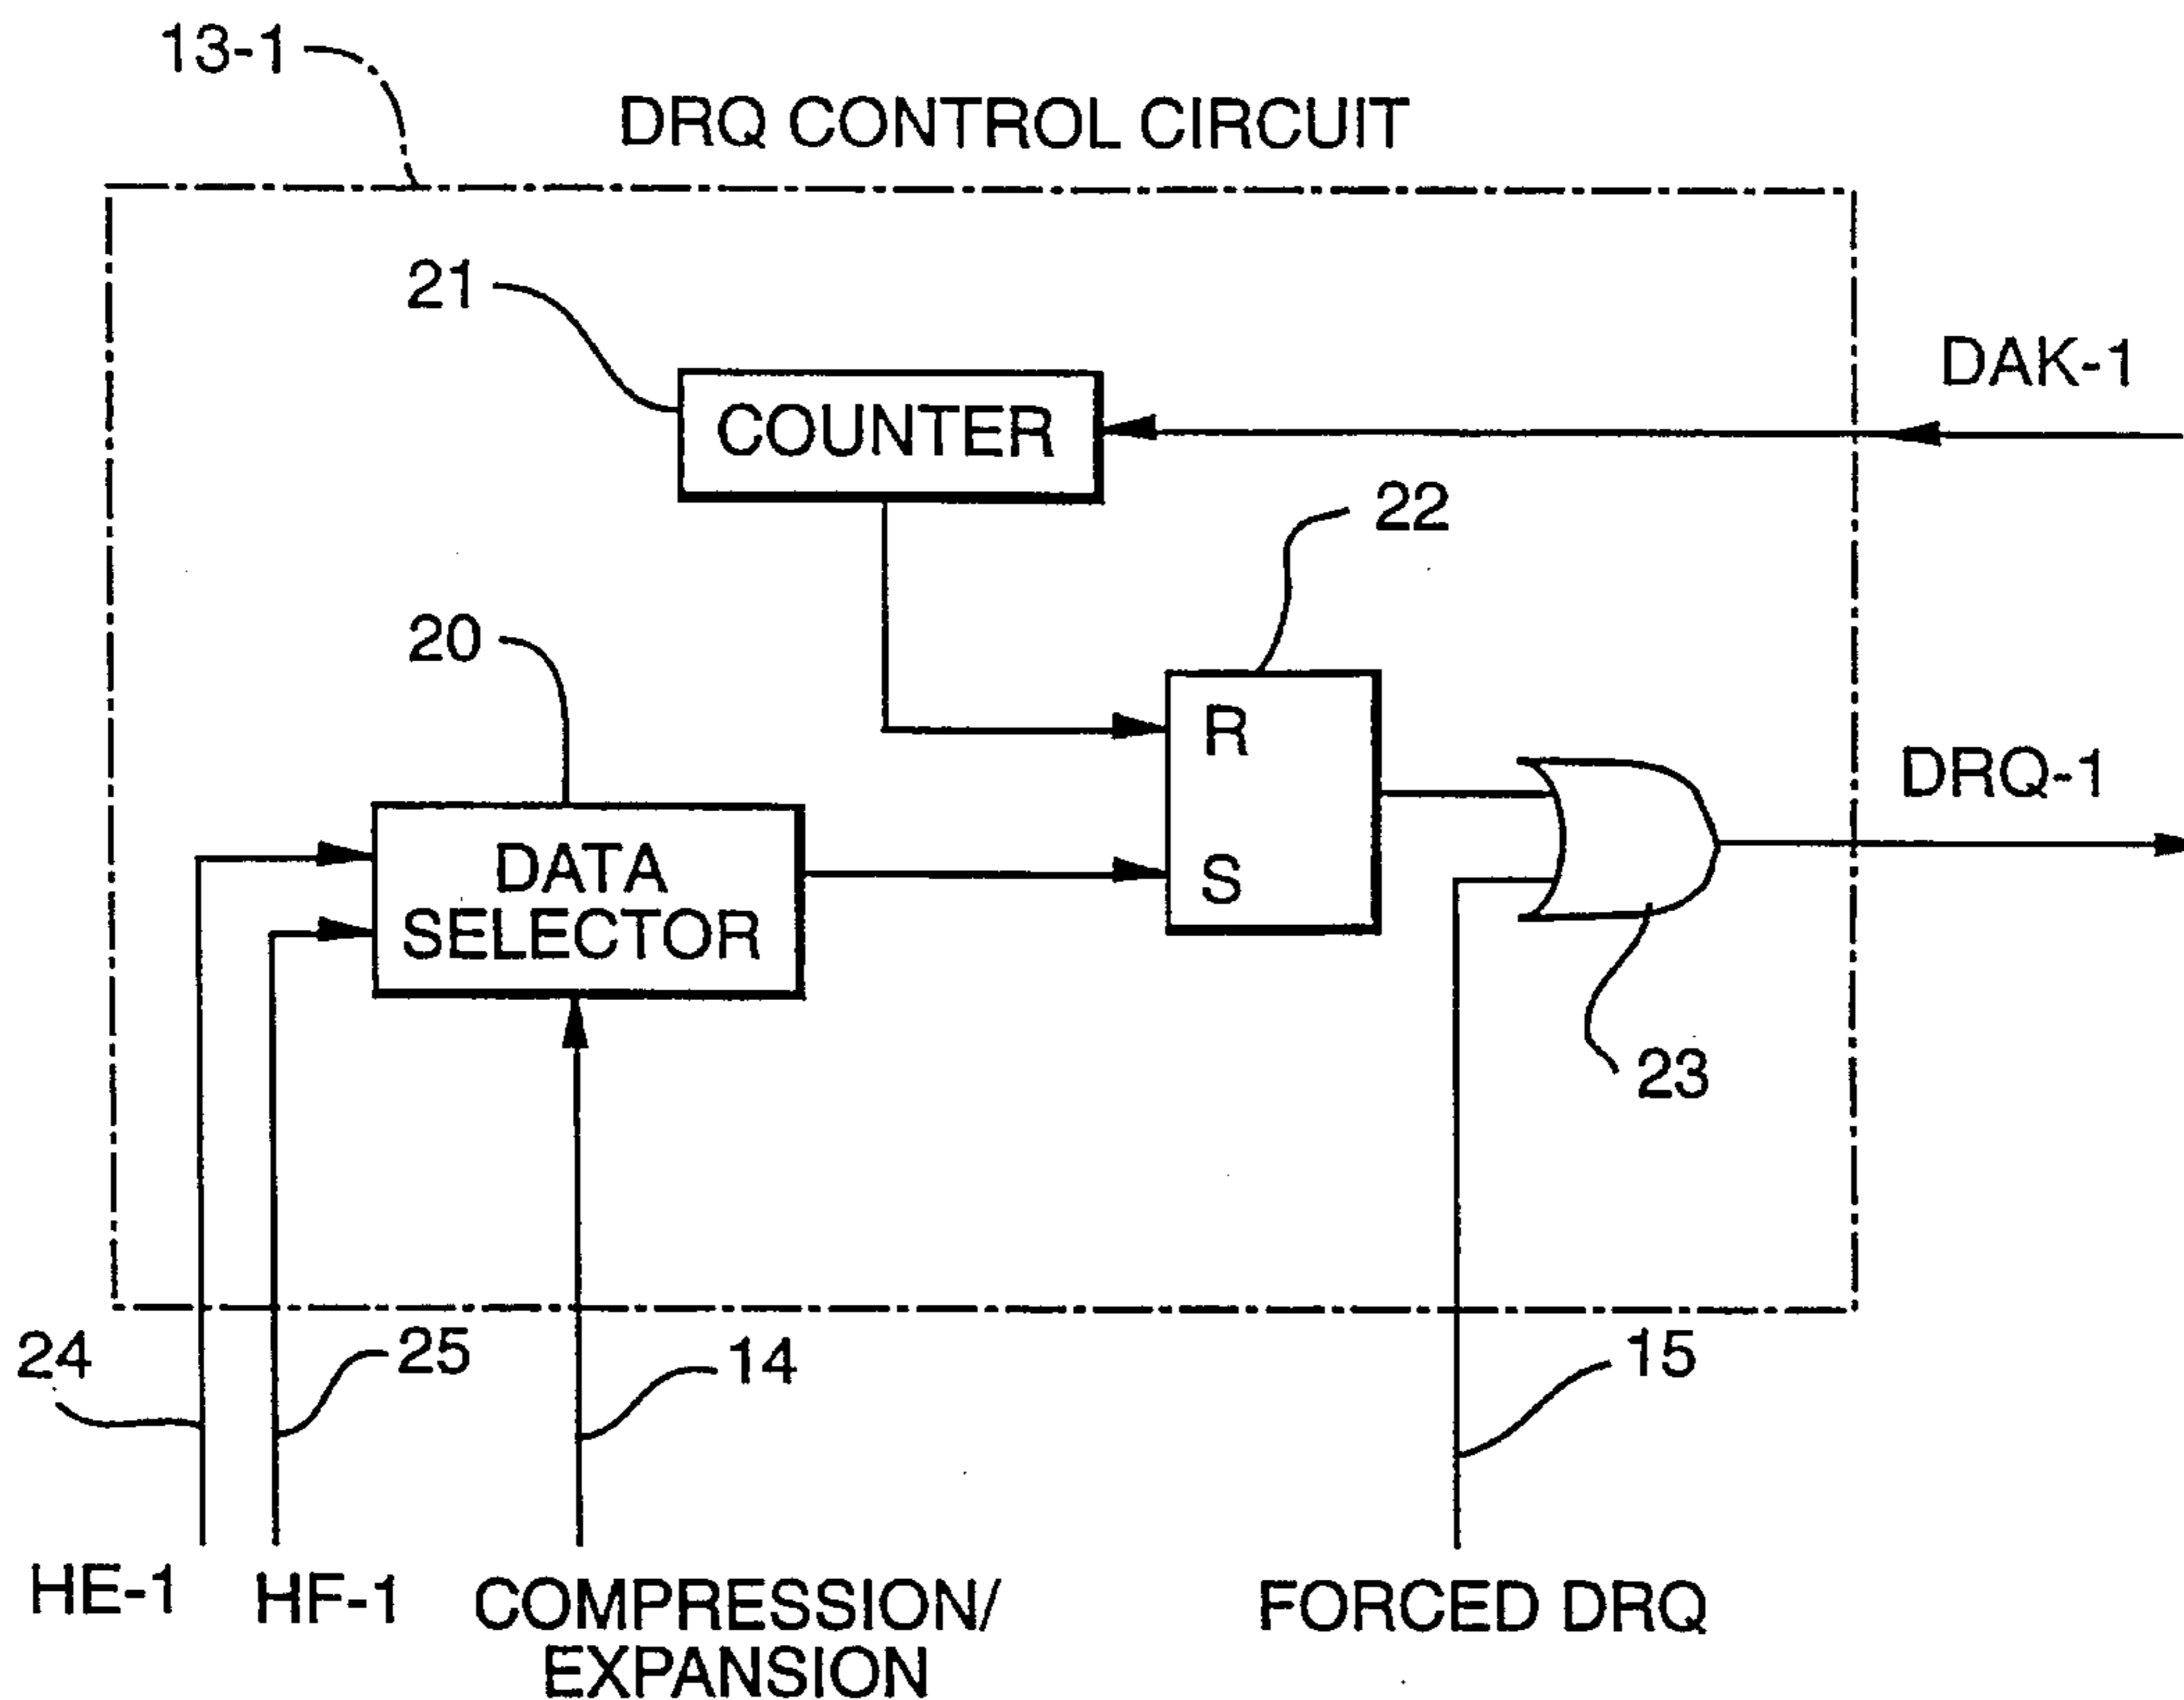 13-1
DRQ CONTROL CIRCUIT
21
COUNTER
DAK-1
22
20
R
DRQ-1
DATA
SELECTOR
S
23
24
25
14
15
HE-1
HF-1
COMPRESSION/
EXPANSION
FORCED DRQ